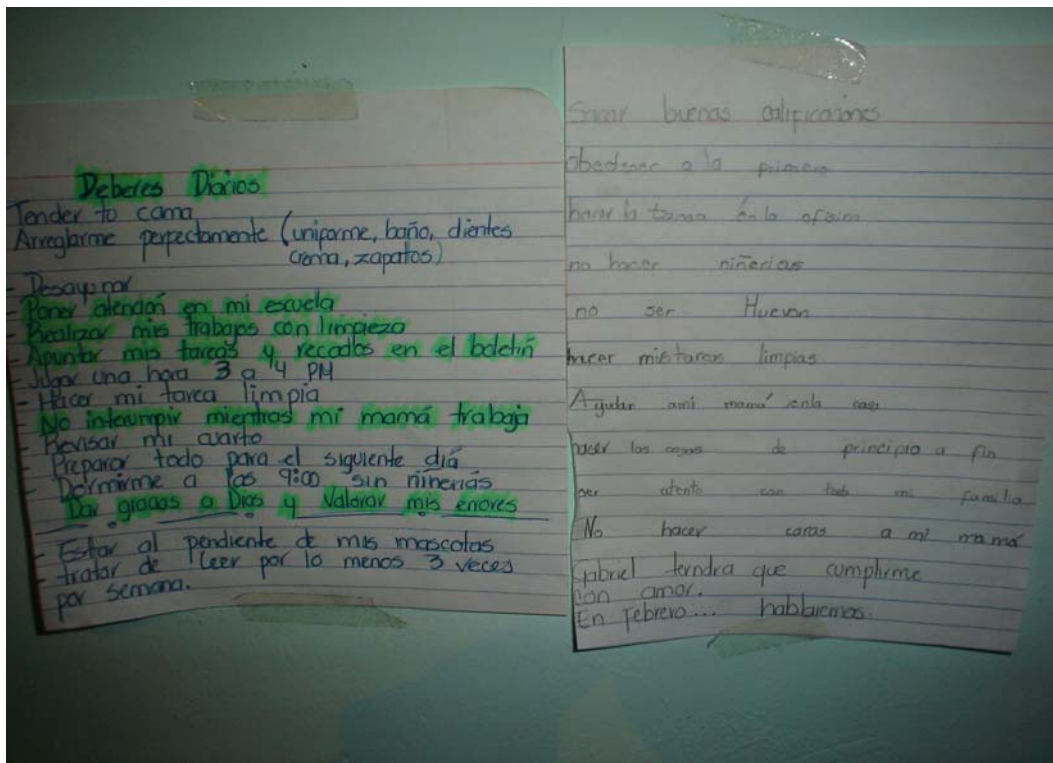 Deberes Diarios
Tender tu cama
Arreglarme perfectamente (uniforme, baño, dientes
crema, zapatos)
- Desayunar
- Poner atención en mi escuela
- Realizar mis trabajos con limpieza
- Apuntar mis tareas y recados en el boletín
- Jugar una hora 3 a 4 PM
- Hacer mi tarea limpia
- No interrumpir mientras mi mamá trabaja
- Revisar mi cuarto
- Preparar todo para el siguiente día
- Dormirme a las 9:00 sin niñerías
Dar gracias a Dios y Valorar mis errores
- Estar al pendiente de mis mascotas
- tratar de leer por lo menos 3 veces
por semana.
Sacar buenas calificaciones
obedecer a la primera
hacer la tarea en la oficina
no hacer niñerias
no ser Huevon
hacer mis tareas limpias
Ayudar ami mamá enla casa
hacer las cosas de principio a fin
ser atento con toda mi familia
No hacer caras a mi mamá
Gabriel tendra que cumplirme
con amor.
En Febrero... hablaremos.